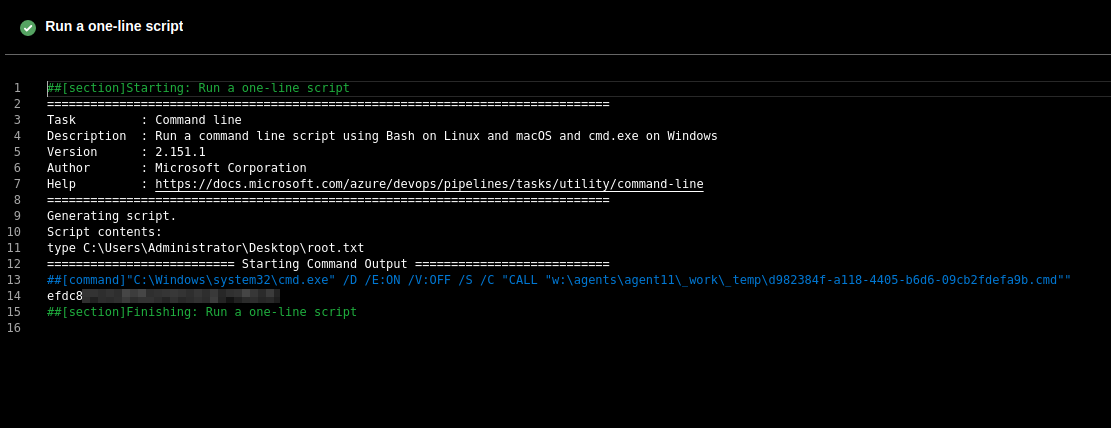 Run a one-line script
1 ##[section]Starting: Run a one-line script
2 ==============================================================================
3 Task         : Command line
4 Description  : Run a command line script using Bash on Linux and macOS and cmd.exe on Windows
5 Version      : 2.151.1
6 Author       : Microsoft Corporation
7 Help         : https://docs.microsoft.com/azure/devops/pipelines/tasks/utility/command-line
8 ==============================================================================
9 Generating script.
10 Script contents:
11 type C:\Users\Administrator\Desktop\root.txt
12 ========================== Starting Command Output ===========================
13 ##[command]"C:\Windows\system32\cmd.exe" /D /E:ON /V:OFF /S /C "CALL "w:\agents\agent11\_work\_temp\d982384f-a118-4405-b6d6-09cb2fdefa9b.cmd""
14 efdc8
15 ##[section]Finishing: Run a one-line script
16